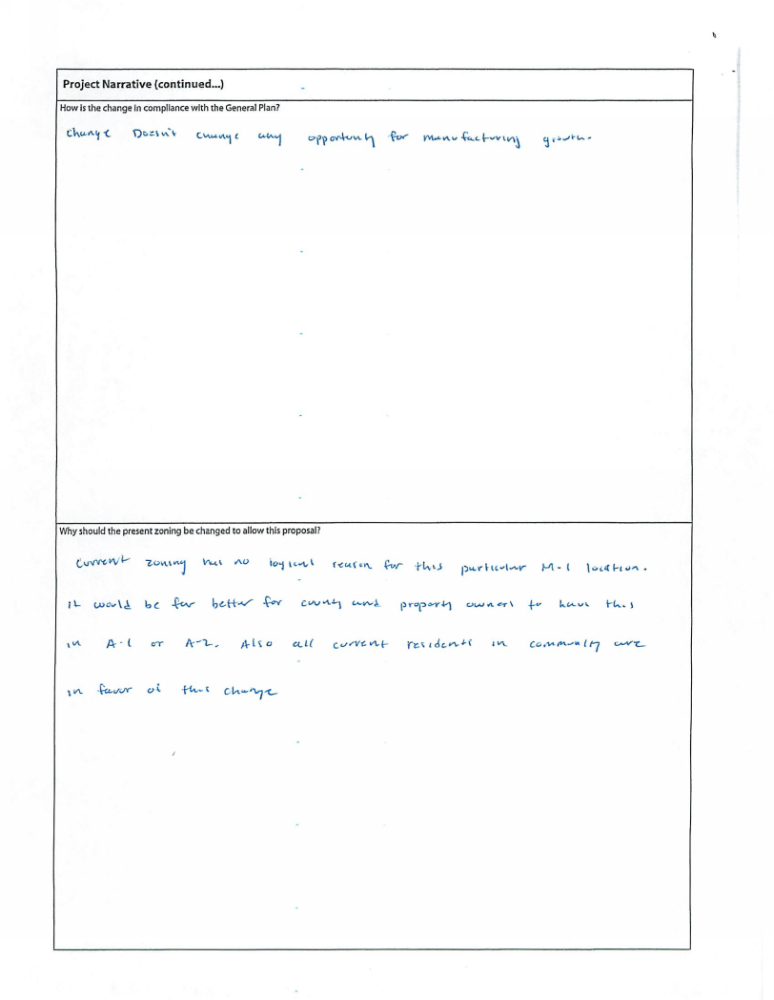 Project Narrative (continued...)
How is the change in compliance with the General Plan?
Change Doesn't change any opportunity for manufacturing growth.
Why should the present zoning be changed to allow this proposal?
Current zoning has no logical reason for this particular M-1 location.
it would be far better for county and property owners to have this
in A-1 or A-2. Also all current residents in community are
in favor of this change